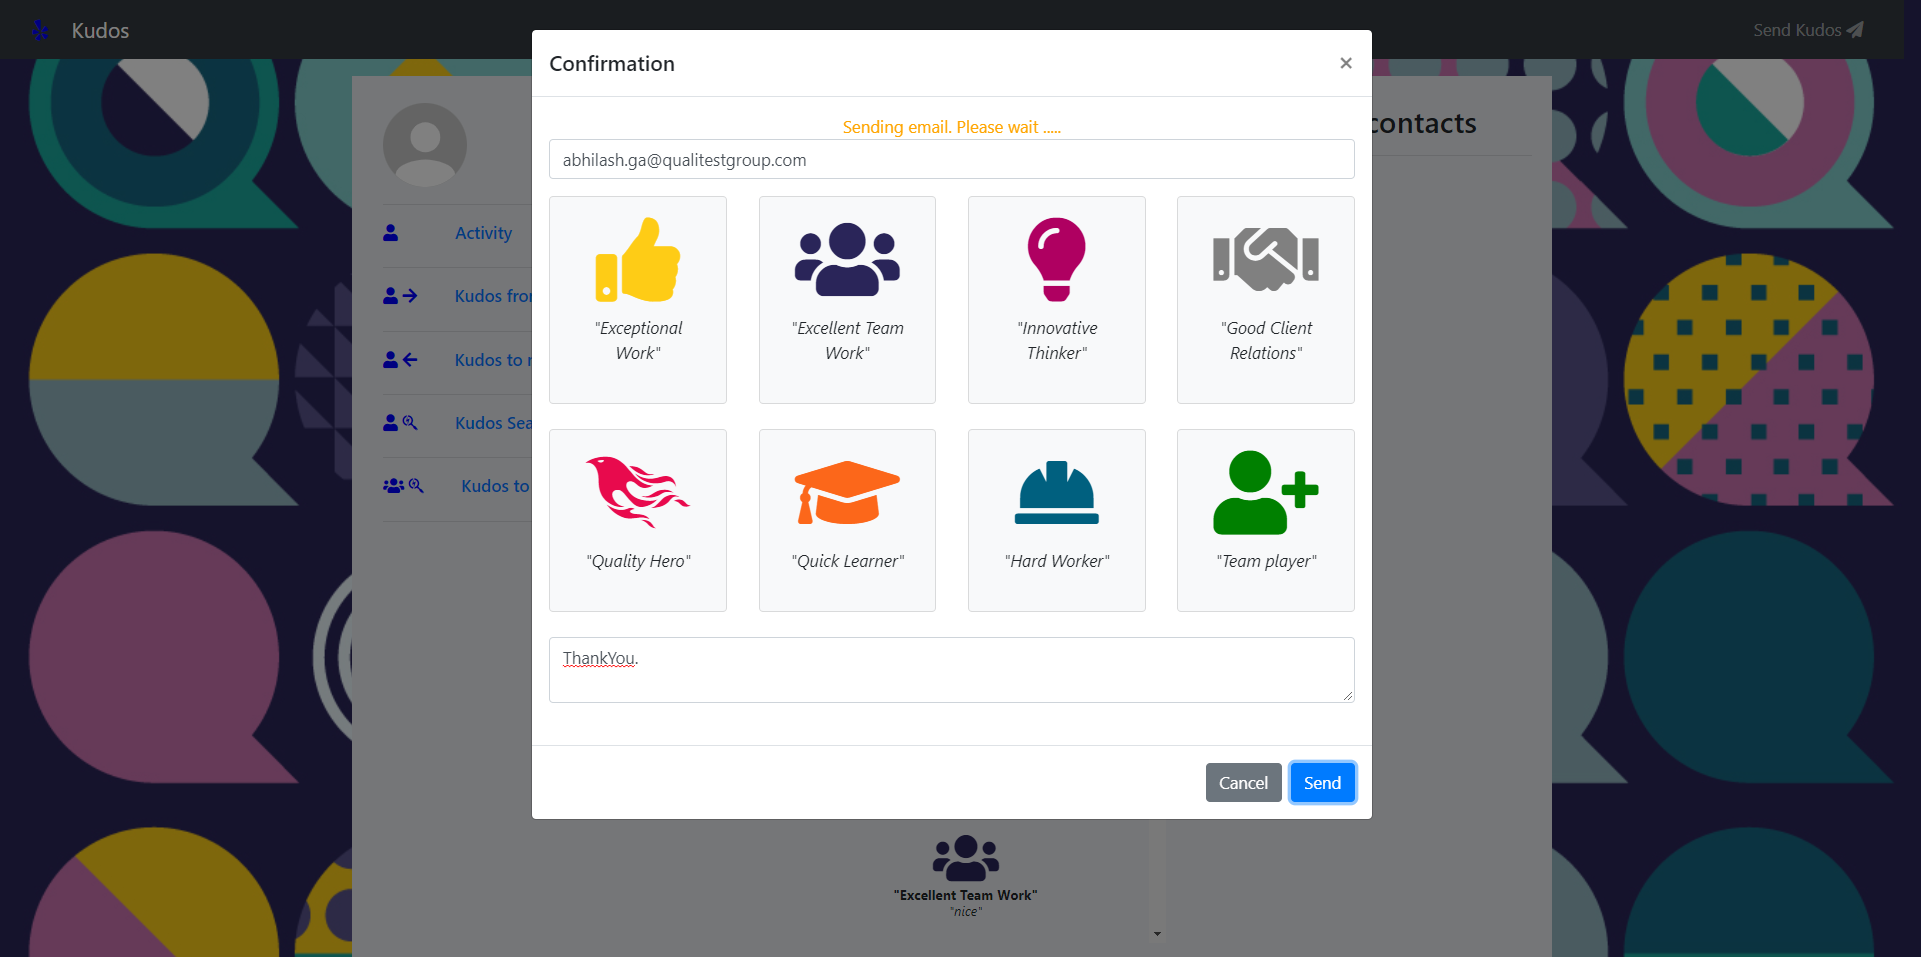 Kudos
Send Kudos
Confirmation
×
contacts
Sending email. Please wait .....
abhilash.ga@qualitestgroup.com
Activity
Kudos
Kudos to
Kudos
Kudos to
"Exceptional
Work"
"Excellent Team
Work"
"Innovative
Thinker"
"Good Client
Relations"
"Quality Hero"
"Quick Learner"
"Hard Worker"
"Team player"
ThankYou.
Cancel
Send
"Excellent Team Work"
"nice"